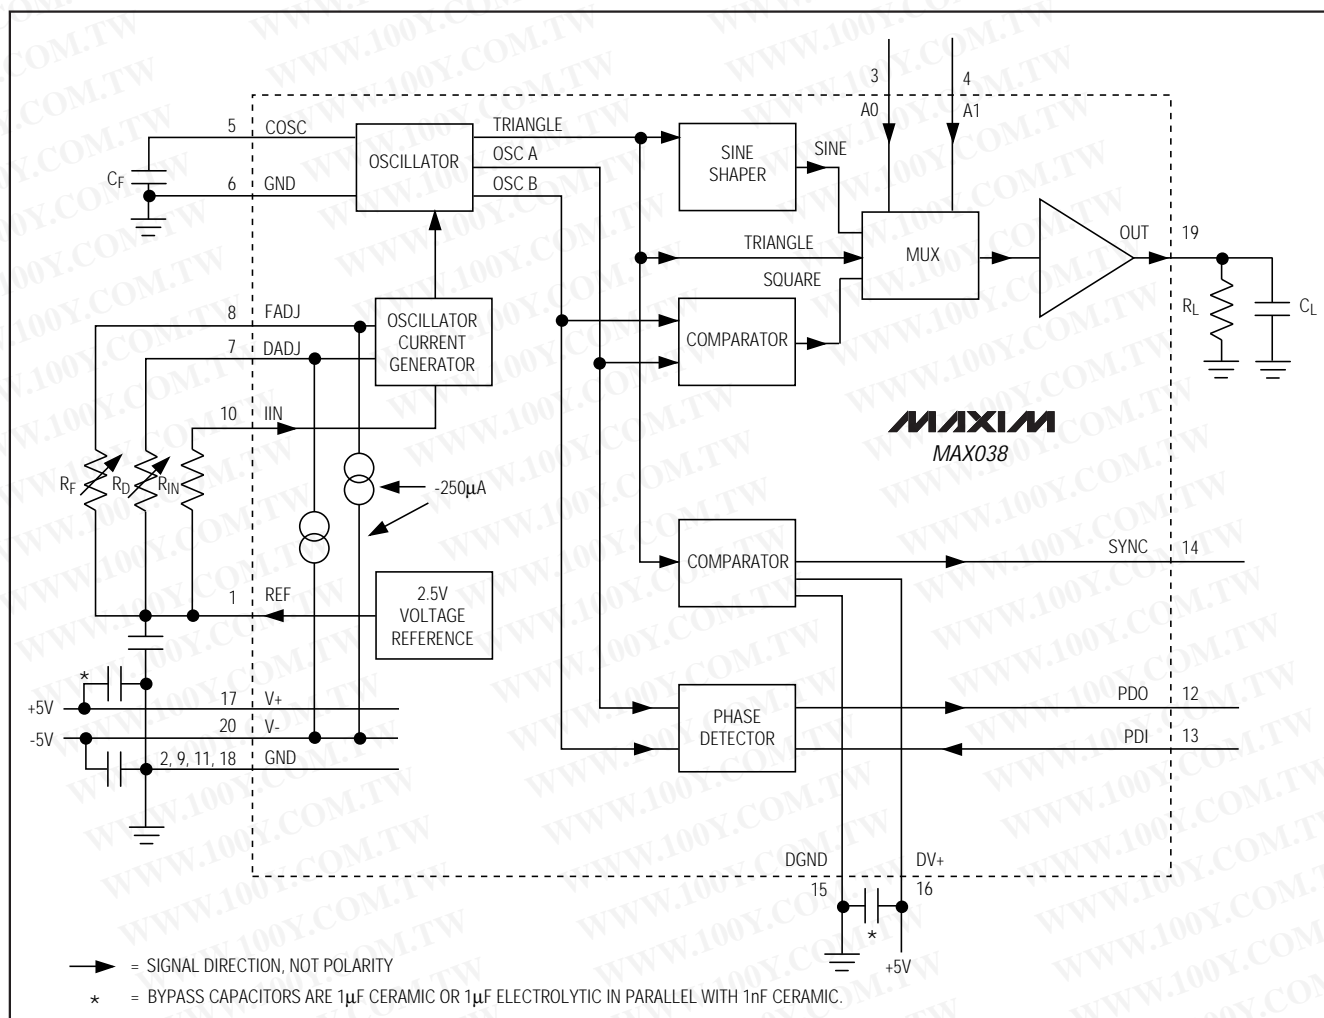 3 4
A0 A1
5 COSC
OSCILLATOR
TRIANGLE
OSC A
OSC B
6 GND
CF
SINE
SHAPER
SINE
MUX
OUT 19
TRIANGLE
SQUARE
RL
CL
8 FADJ
7 DADJ
OSCILLATOR
CURRENT
GENERATOR
COMPARATOR
10 IIN
MAXIM
MAX038
RF
RD
RIN
-250μA
COMPARATOR
SYNC 14
1 REF
2.5V
VOLTAGE
REFERENCE
*
+5V
17 V+
-5V
20 V-
2, 9, 11, 18 GND
PHASE
DETECTOR
PDO 12
PDI 13
DGND DV+
15 16
*
+5V
= SIGNAL DIRECTION, NOT POLARITY
* = BYPASS CAPACITORS ARE 1μF CERAMIC OR 1μF ELECTROLYTIC IN PARALLEL WITH 1nF CERAMIC.
WWW.100Y.COM.TW